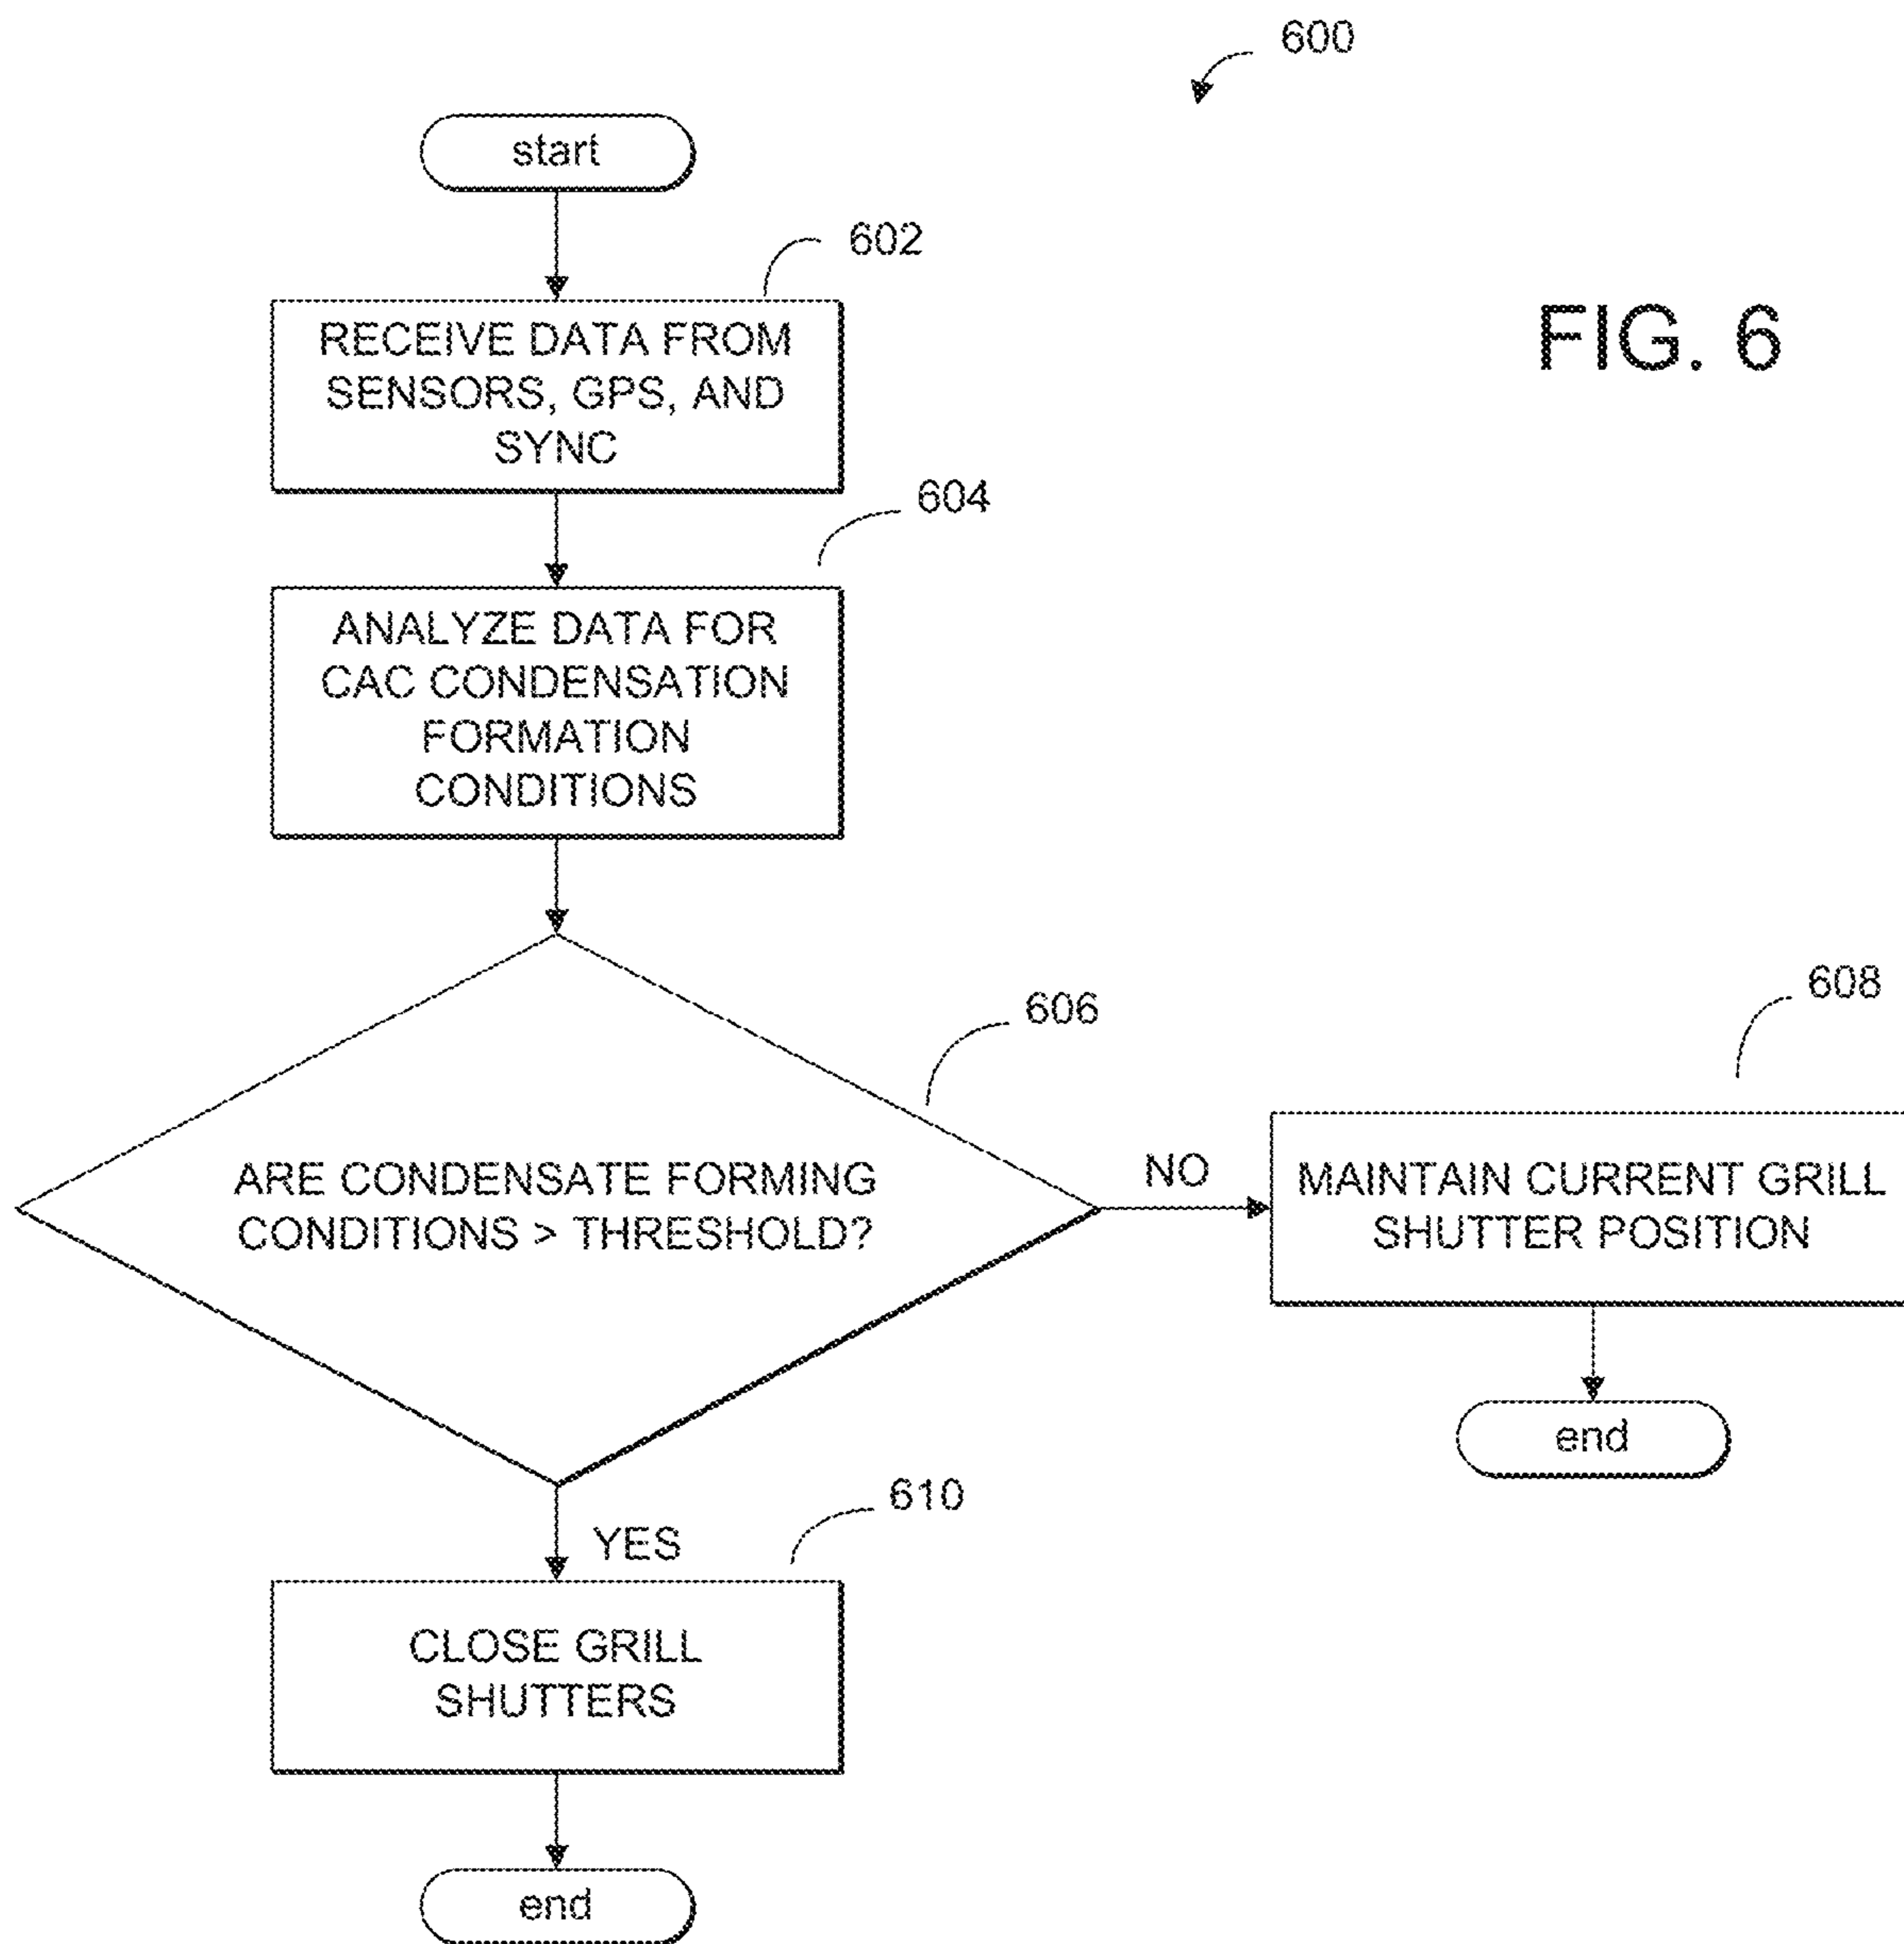 600
start
602
RECEIVE DATA FROM
SENSORS, GPS, AND
SYNC
FIG. 6
604
ANALYZE DATA FOR
CAC CONDENSATION
FORMATION
CONDITIONS
606
608
ARE CONDENSATE FORMING
CONDITIONS > THRESHOLD?
NO
MAINTAIN CURRENT GRILL
SHUTTER POSITION
end
610
YES
CLOSE GRILL
SHUTTERS
end